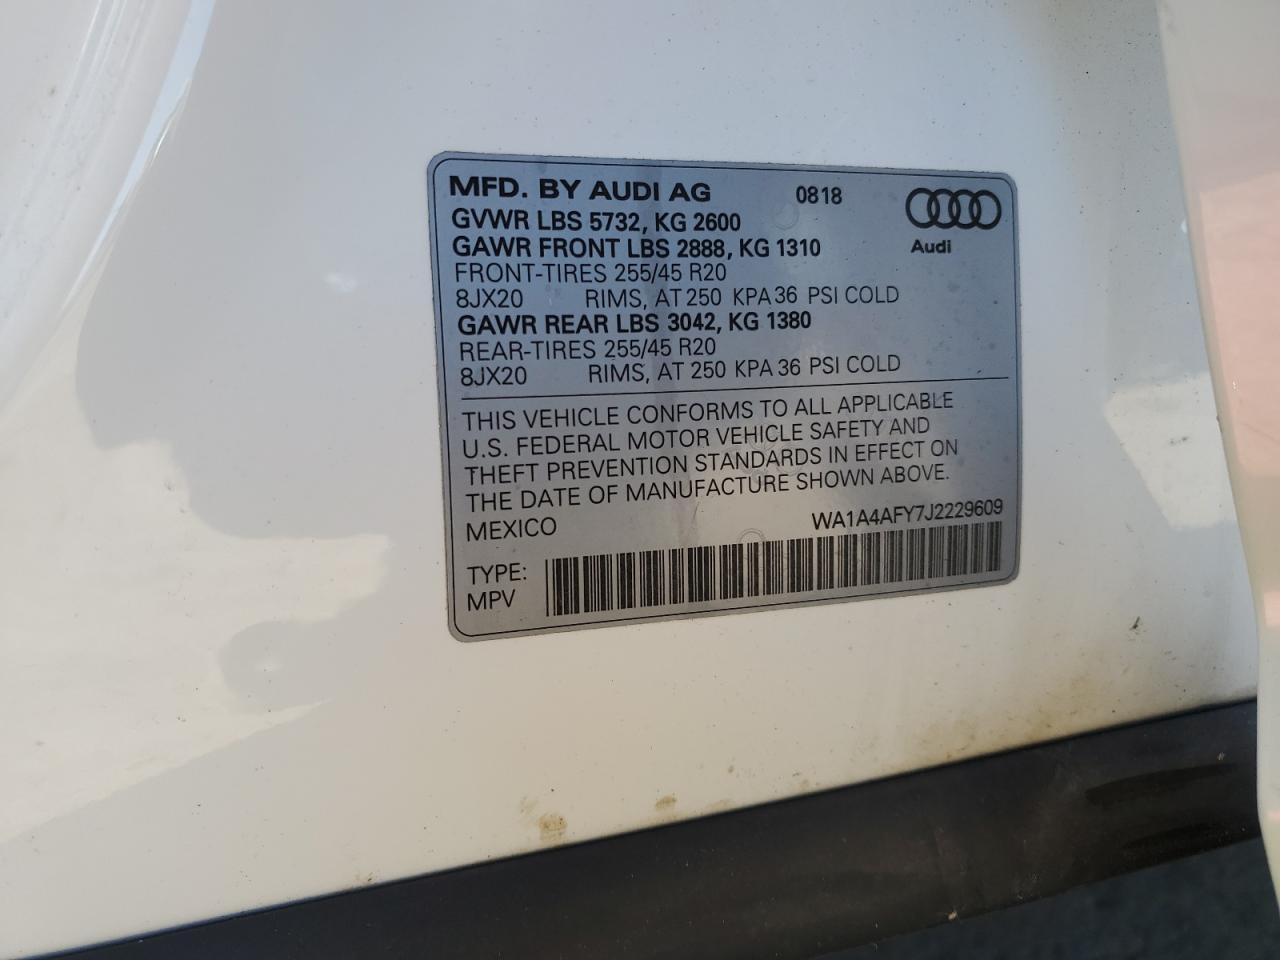 MFD. BY AUDI AG 0818
GVWR LBS 5732, KG 2600
GAWR FRONT LBS 2888, KG 1310
Audi
FRONT-TIRES 255/45 R20
8JX20 RIMS, AT 250 KPA 36 PSI COLD
GAWR REAR LBS 3042, KG 1380
REAR-TIRES 255/45 R20
8JX20 RIMS, AT 250 KPA 36 PSI COLD
THIS VEHICLE CONFORMS TO ALL APPLICABLE
U.S. FEDERAL MOTOR VEHICLE SAFETY AND
THEFT PREVENTION STANDARDS IN EFFECT ON
THE DATE OF MANUFACTURE SHOWN ABOVE.
MEXICO WA1A4AFY7J2229609
TYPE:
MPV